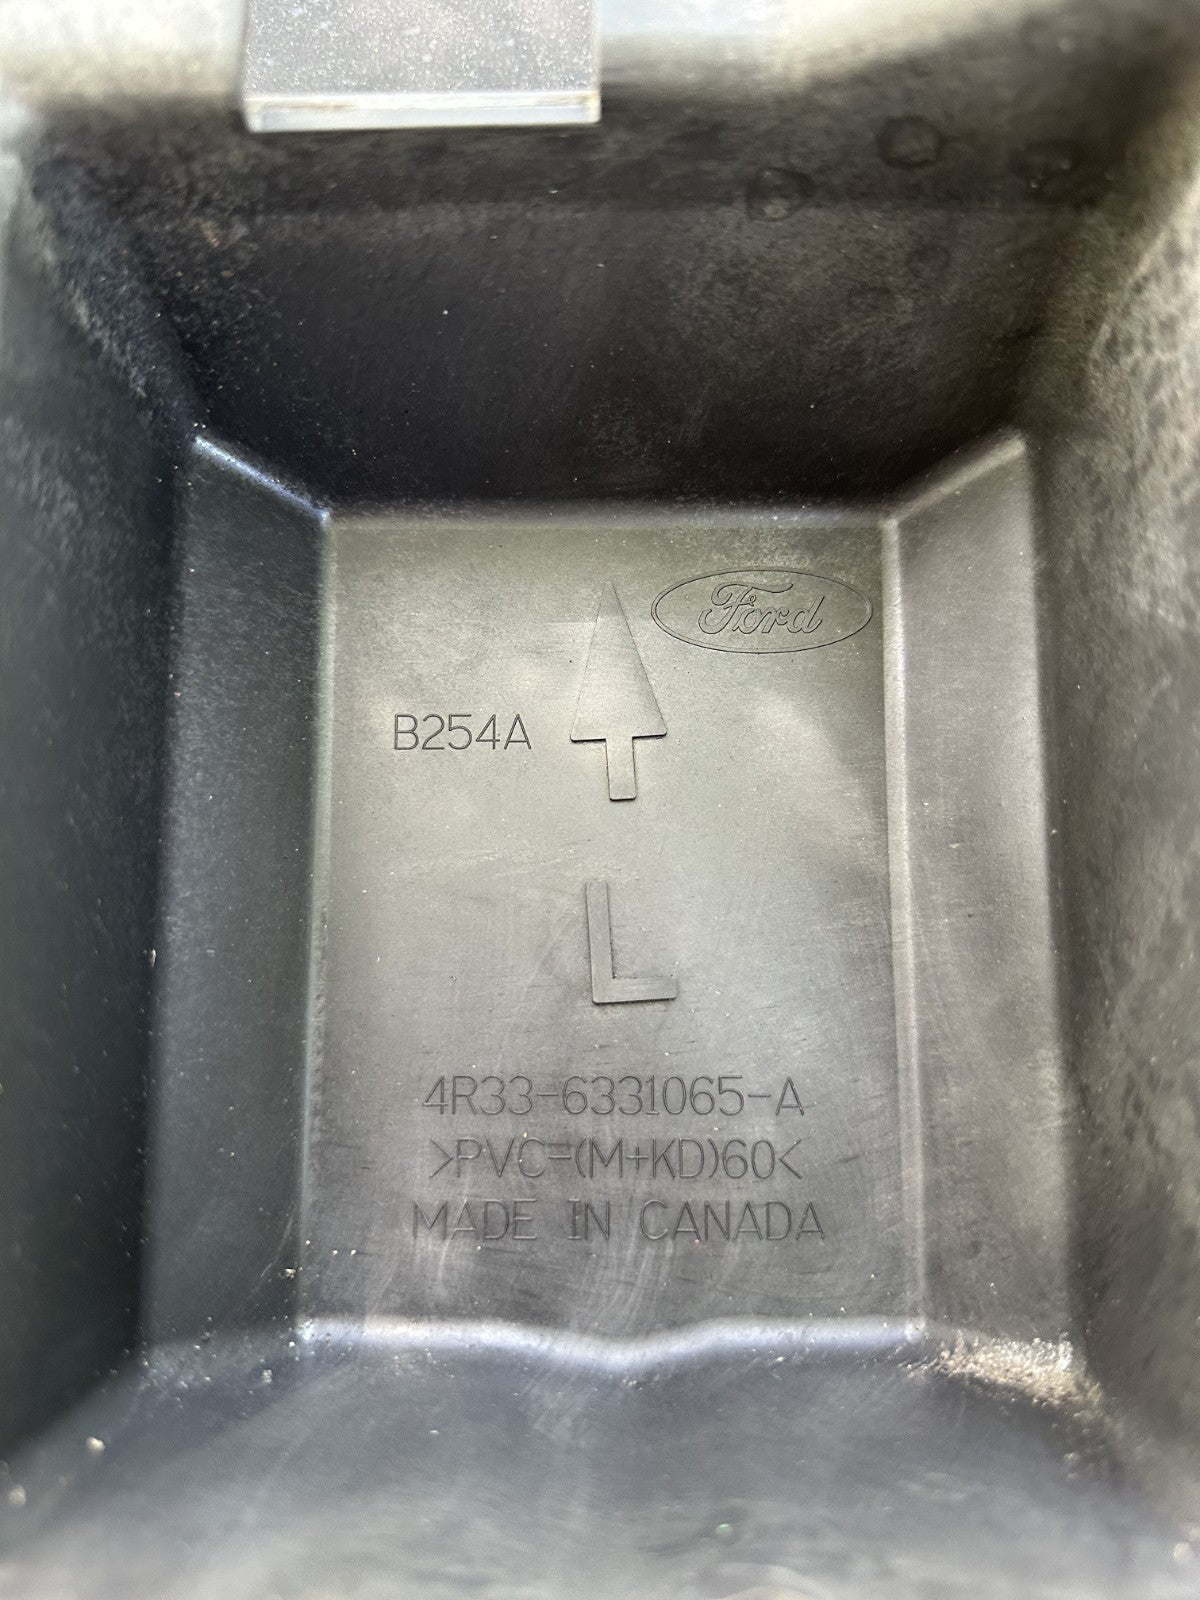 Ford
B254A
L
4R33-6331065-A
>PVC=(M+KD)60<
MADE IN CANADA